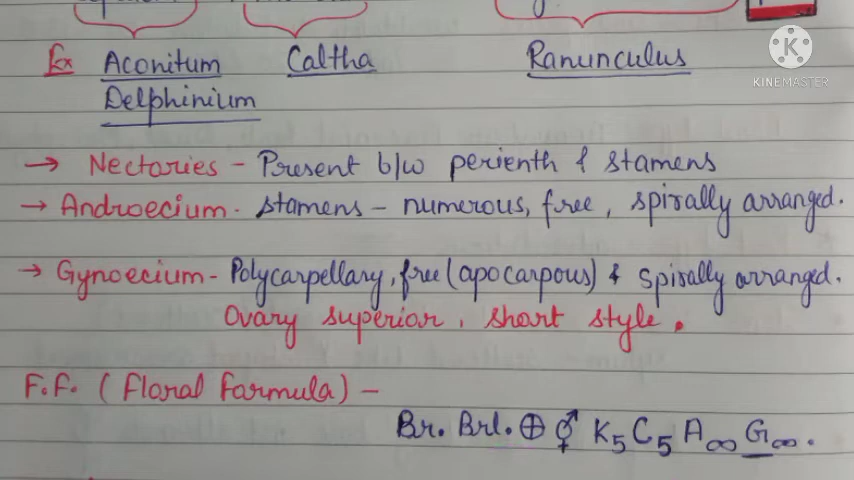 Ex Aconitum Caltha Ranunculus
Delphinium
→ Nectaries - Present b/w perienth & stamens
→ Androecium - stamens - numerous, free, spirally arranged.
→ Gynoecium - Polycarpellary, free (apocarpous) & spirally arranged.
Ovary superior, short style.
F.F. (Floral Formula) -
Br. Brl. ⊕ ⚥ K₅ C₅ A∞ G∞.
K
KINEMASTER